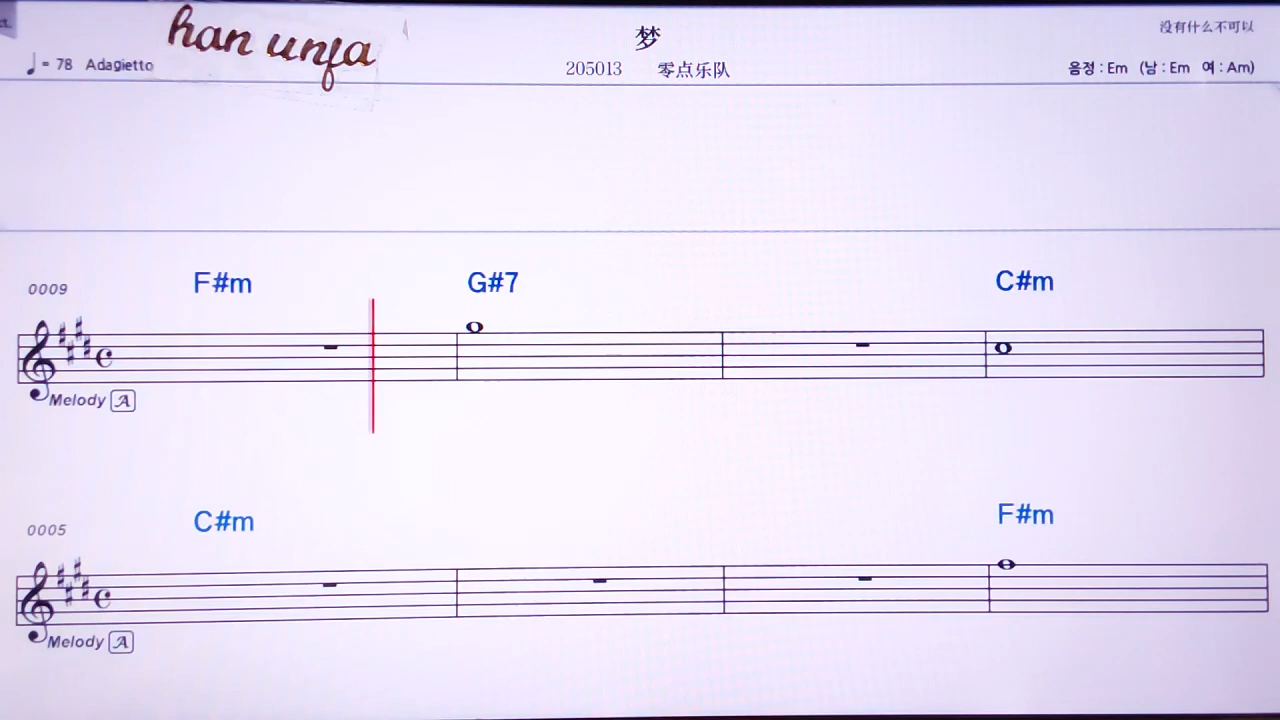 han unfa
梦
没有什么不可以
♩ = 78 Adagietto
205013 零点乐队
음정 : Em (남 : Em 여 : Am)
0009
F#m G#7 C#m
Melody A
0005
C#m F#m
Melody A